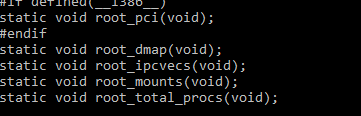 #if defined(__i386__)
static void root_pci(void);
#endif
static void root_dmap(void);
static void root_ipcvecs(void);
static void root_mounts(void);
static void root_total_procs(void);